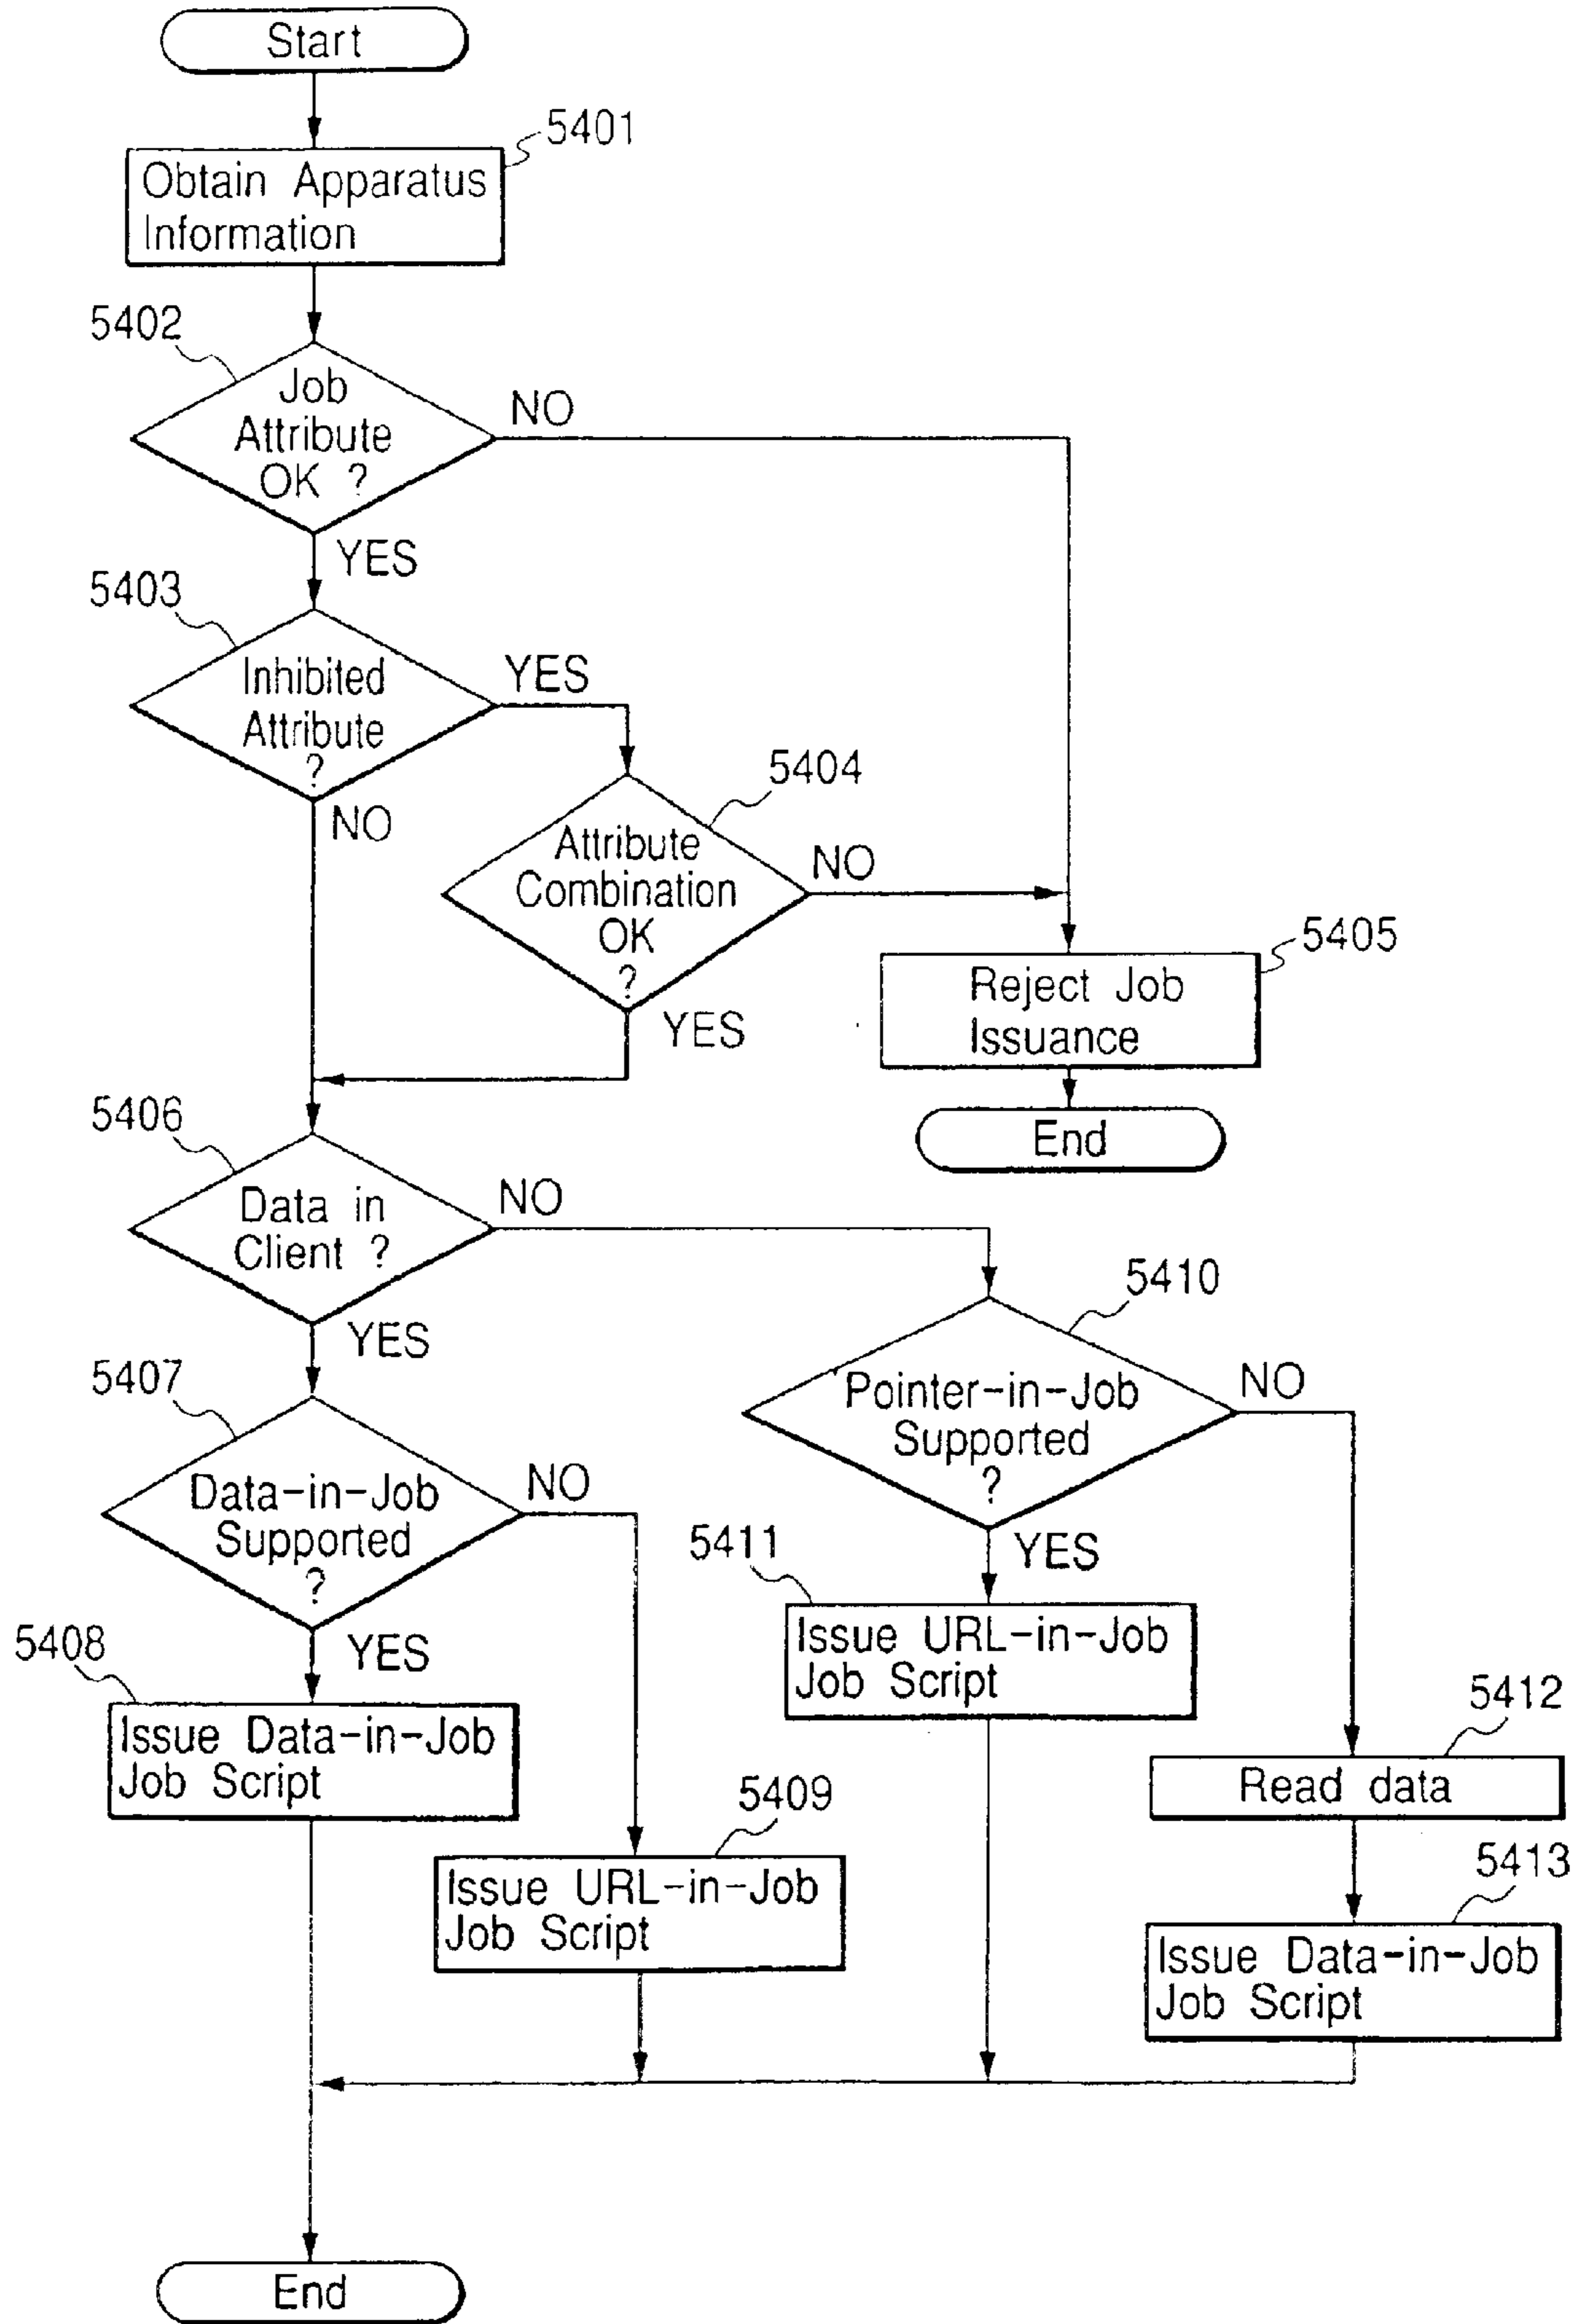 Start
5401
Obtain Apparatus
Information
5402
Job
Attribute
OK ?
NO
YES
5403
Inhibited
Attribute
?
YES
NO
5404
Attribute
Combination
OK
?
NO
YES
5405
Reject Job
Issuance
End
5406
Data in
Client ?
NO
YES
5410
Pointer-in-Job
Supported
?
NO
YES
5407
Data-in-Job
Supported
?
NO
YES
5411
Issue URL-in-Job
Job Script
5408
Issue Data-in-Job
Job Script
5412
Read data
5409
Issue URL-in-Job
Job Script
5413
Issue Data-in-Job
Job Script
End